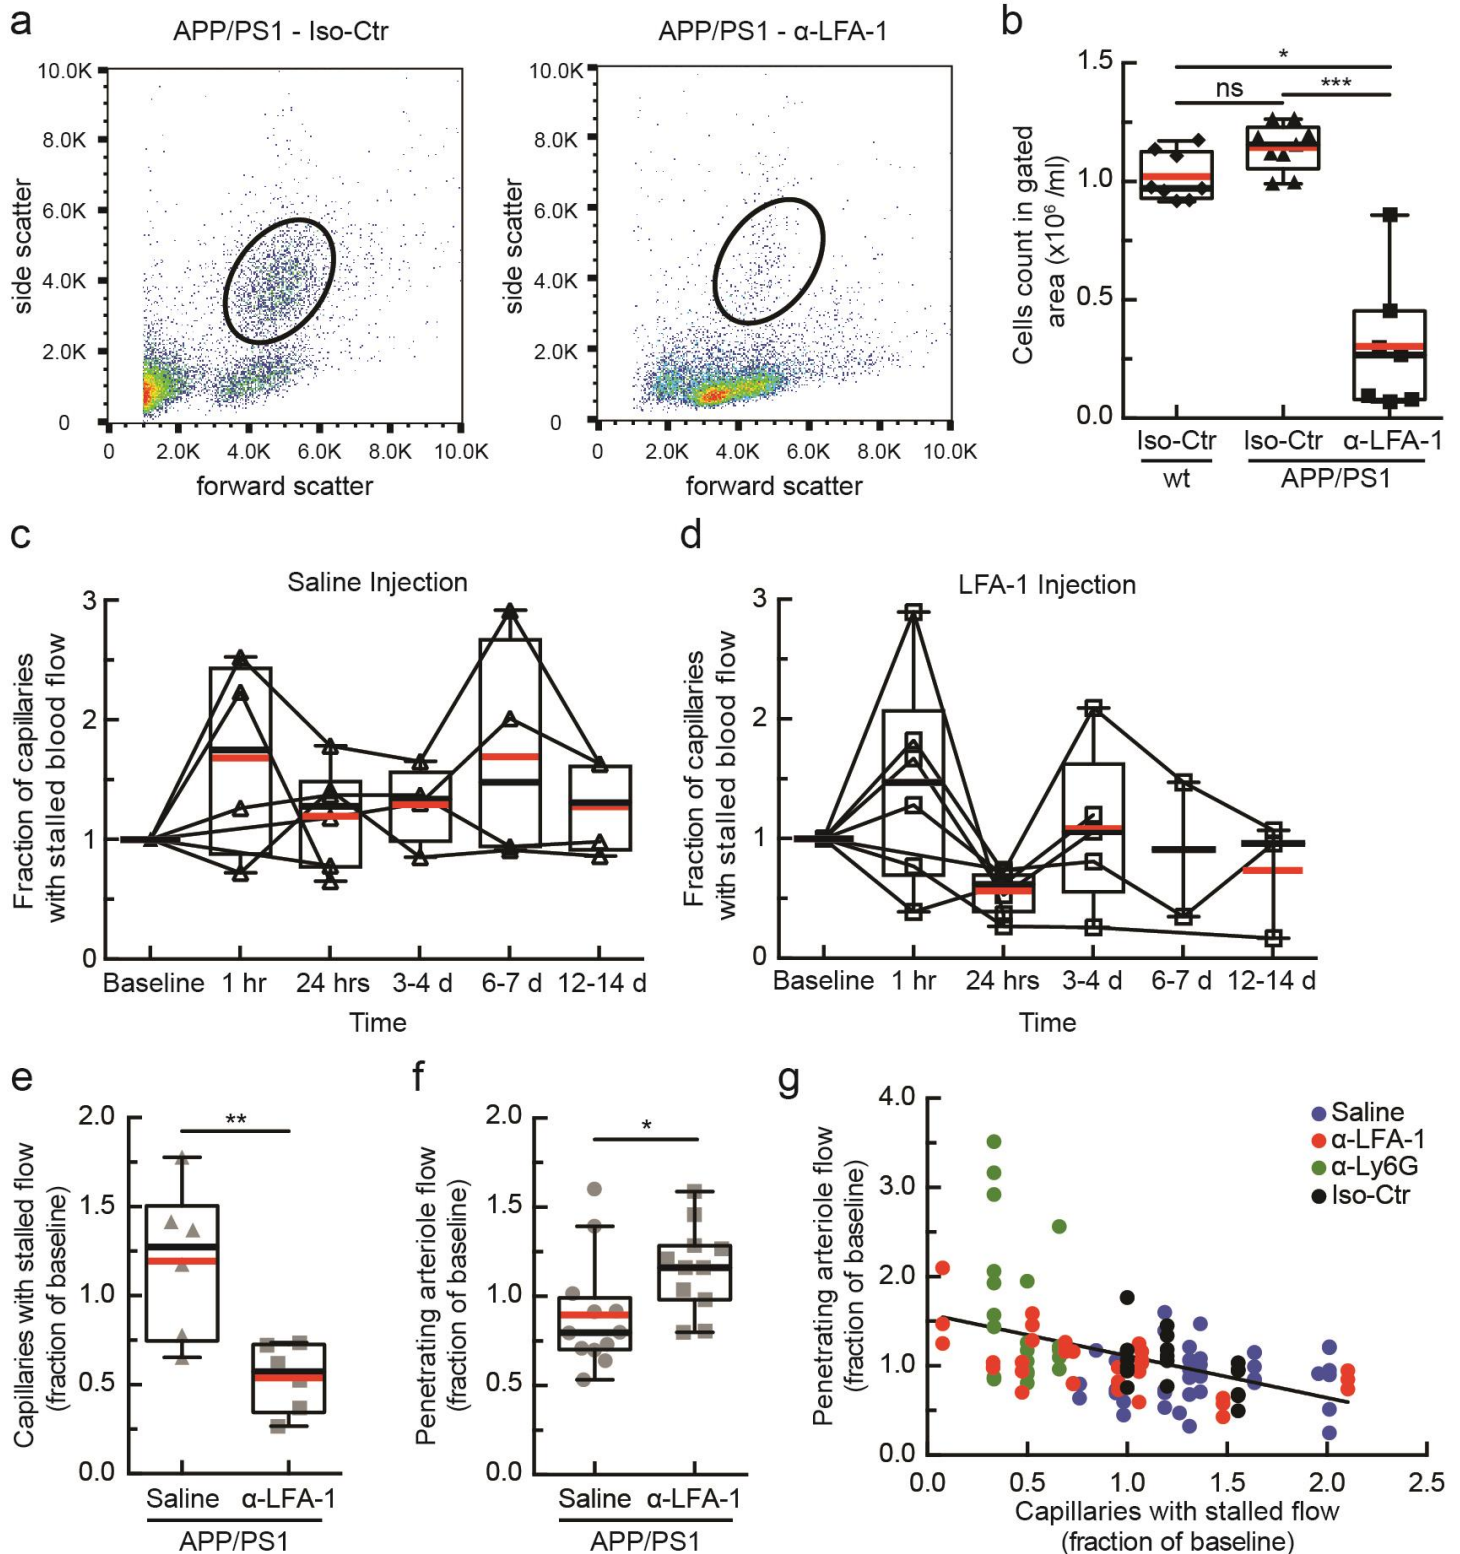 a
APP/PS1 - Iso-Ctr
APP/PS1 - α-LFA-1
10.0K
8.0K
6.0K
4.0K
2.0K
0
side scatter
0 2.0K 4.0K 6.0K 8.0K 10.0K
forward scatter
10.0K
8.0K
6.0K
4.0K
2.0K
0
side scatter
0 2.0K 4.0K 6.0K 8.0K 10.0K
forward scatter
b
Cells count in gated
area (x10⁶ /ml)
1.5
1.0
0.5
0.0
*
ns
***
Iso-Ctr Iso-Ctr α-LFA-1
wt APP/PS1
c
Saline Injection
Fraction of capillaries
with stalled blood flow
3
2
1
0
Baseline 1 hr 24 hrs 3-4 d 6-7 d 12-14 d
Time
d
LFA-1 Injection
Fraction of capillaries
with stalled blood flow
3
2
1
0
Baseline 1 hr 24 hrs 3-4 d 6-7 d 12-14 d
Time
e
Capillaries with stalled flow
(fraction of baseline)
2.0
1.5
1.0
0.5
0.0
**
Saline α-LFA-1
APP/PS1
f
Penetrating arteriole flow
(fraction of baseline)
2.0
1.5
1.0
0.5
0.0
*
Saline α-LFA-1
APP/PS1
g
Penetrating arteriole flow
(fraction of baseline)
4.0
3.0
2.0
1.0
0.0
Saline
α-LFA-1
α-Ly6G
Iso-Ctr
0.0 0.5 1.0 1.5 2.0 2.5
Capillaries with stalled flow
(fraction of baseline)